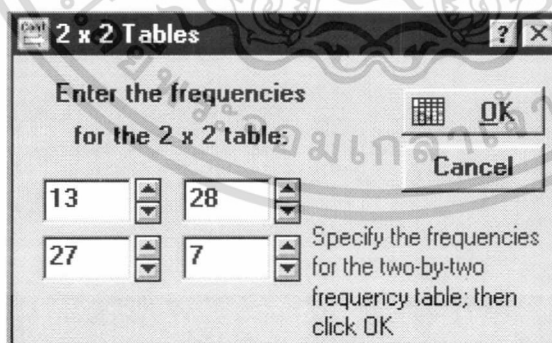 2 x 2 Tables
Enter the frequencies
for the 2 x 2 table:
OK
Cancel
13 28
27 7
Specify the frequencies
for the two-by-two
frequency table; then
click OK